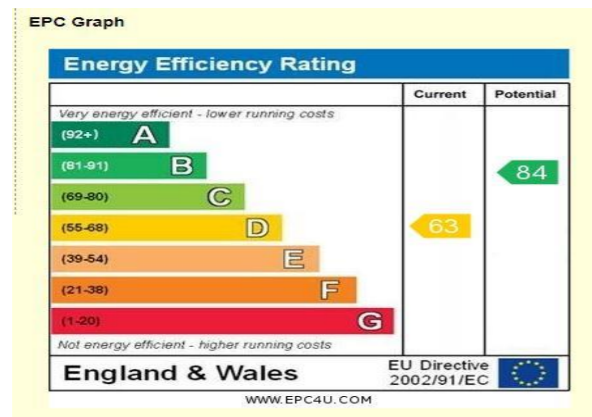 EPC Graph
Energy Efficiency Rating
Current Potential
Very energy efficient - lower running costs
(92+) A
(81-91) B
84
(69-80) C
(55-68) D
63
(39-54) E
(21-38) F
(1-20) G
Not energy efficient - higher running costs
England & Wales
EU Directive
2002/91/EC
WWW.EPC4U.COM